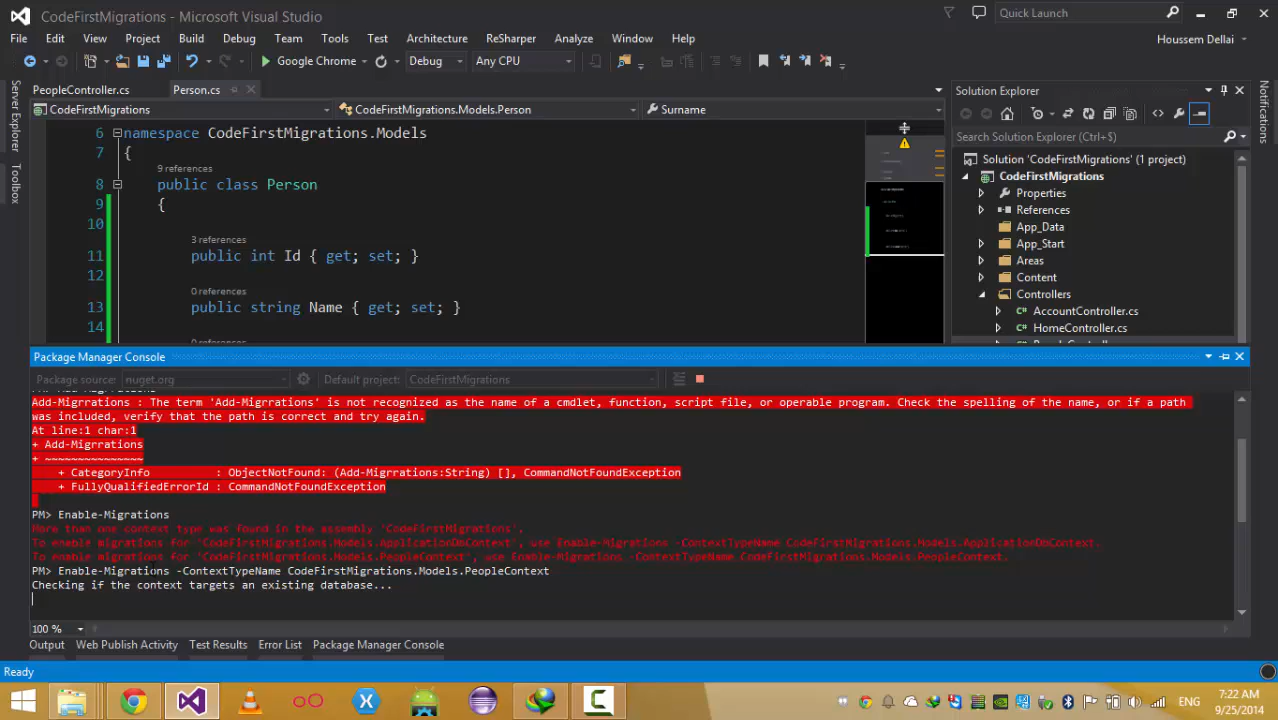 CodeFirstMigrations - Microsoft Visual Studio
Quick Launch
File Edit View Project Build Debug Team Tools Test Architecture ReSharper Analyze Window Help
Houssem Dellai
Google Chrome Debug Any CPU
PeopleController.cs Person.cs
CodeFirstMigrations CodeFirstMigrations.Models.Person Surname
Server Explorer
Toolbox
Notifications
6 namespace CodeFirstMigrations.Models
7 {
9 references
8 public class Person
9 {
10
3 references
11 public int Id { get; set; }
12
0 references
13 public string Name { get; set; }
14
Solution Explorer
Search Solution Explorer (Ctrl+$)
Solution 'CodeFirstMigrations' (1 project)
CodeFirstMigrations
Properties
References
App_Data
App_Start
Areas
Content
Controllers
AccountController.cs
HomeController.cs
Package Manager Console
Package source: nuget.org Default project: CodeFirstMigrations
Add-Migrrations : The term 'Add-Migrrations' is not recognized as the name of a cmdlet, function, script file, or operable program. Check the spelling of the name, or if a path
was included, verify that the path is correct and try again.
At line:1 char:1
+ Add-Migrrations
+ ~~~~~~~~~~~~~~~
+ CategoryInfo : ObjectNotFound: (Add-Migrrations:String) [], CommandNotFoundException
+ FullyQualifiedErrorId : CommandNotFoundException
PM> Enable-Migrations
More than one context type was found in the assembly 'CodeFirstMigrations'.
To enable migrations for 'CodeFirstMigrations.Models.ApplicationDbContext', use Enable-Migrations -ContextTypeName CodeFirstMigrations.Models.ApplicationDbContext.
To enable migrations for 'CodeFirstMigrations.Models.PeopleContext', use Enable-Migrations -ContextTypeName CodeFirstMigrations.Models.PeopleContext.
PM> Enable-Migrations -ContextTypeName CodeFirstMigrations.Models.PeopleContext
Checking if the context targets an existing database...
100 %
Output Web Publish Activity Test Results Error List Package Manager Console
Ready
ENG
7:22 AM
9/25/2014